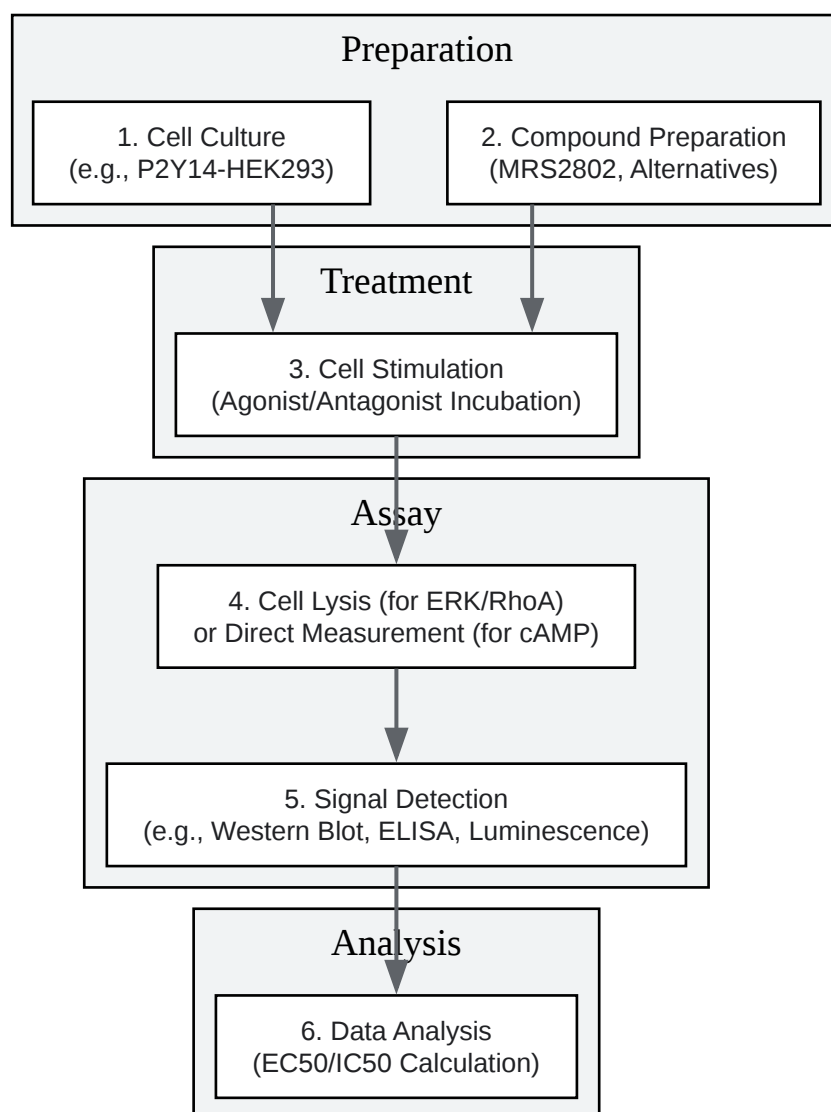 Preparation
1. Cell Culture
(e.g., P2Y14-HEK293)
2. Compound Preparation
(MRS2802, Alternatives)
Treatment
3. Cell Stimulation
(Agonist/Antagonist Incubation)
Assay
4. Cell Lysis (for ERK/RhoA)
or Direct Measurement (for cAMP)
5. Signal Detection
(e.g., Western Blot, ELISA, Luminescence)
Analysis
6. Data Analysis
(EC50/IC50 Calculation)